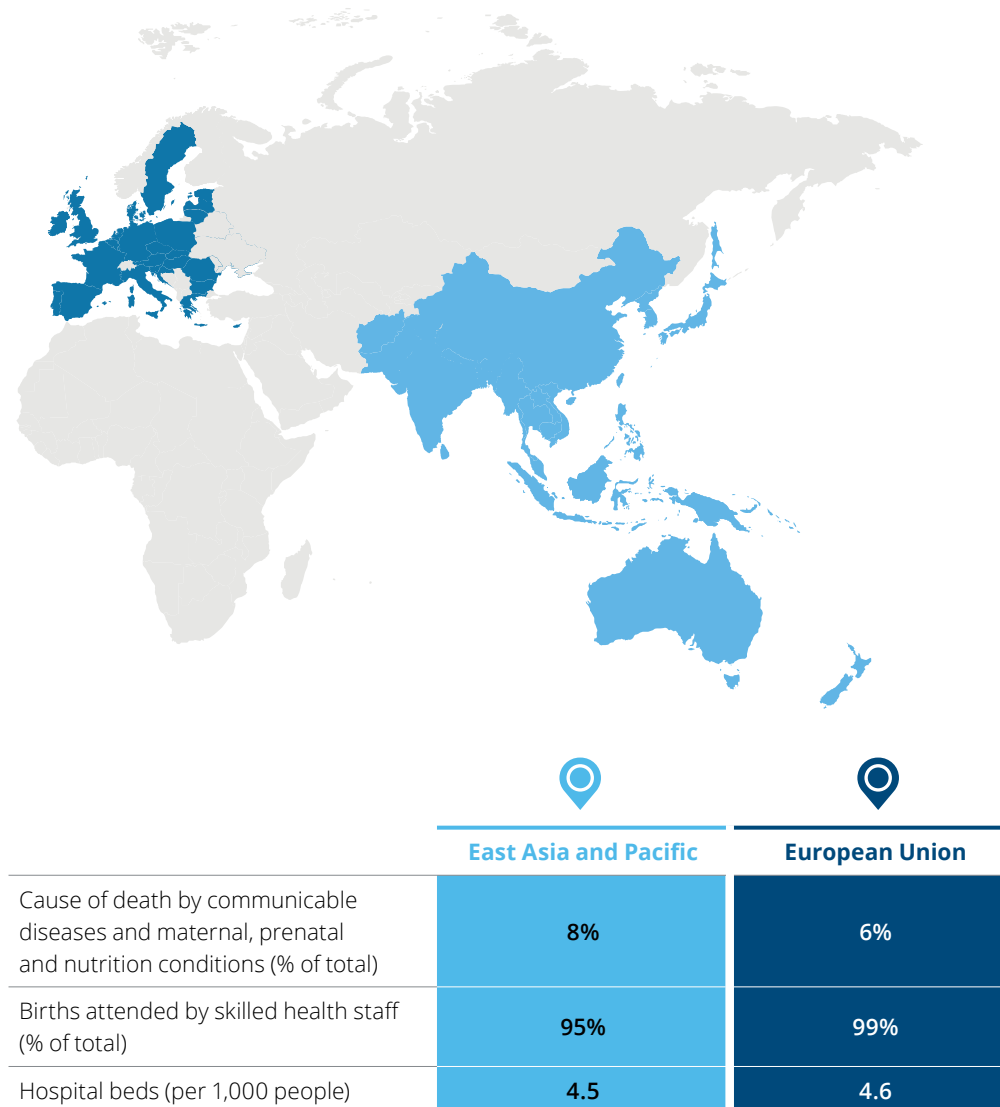 East Asia and Pacific
European Union
Cause of death by communicable
diseases and maternal, prenatal
and nutrition conditions (% of total)
8%
6%
Births attended by skilled health staff
(% of total)
95%
99%
Hospital beds (per 1,000 people)
4.5
4.6